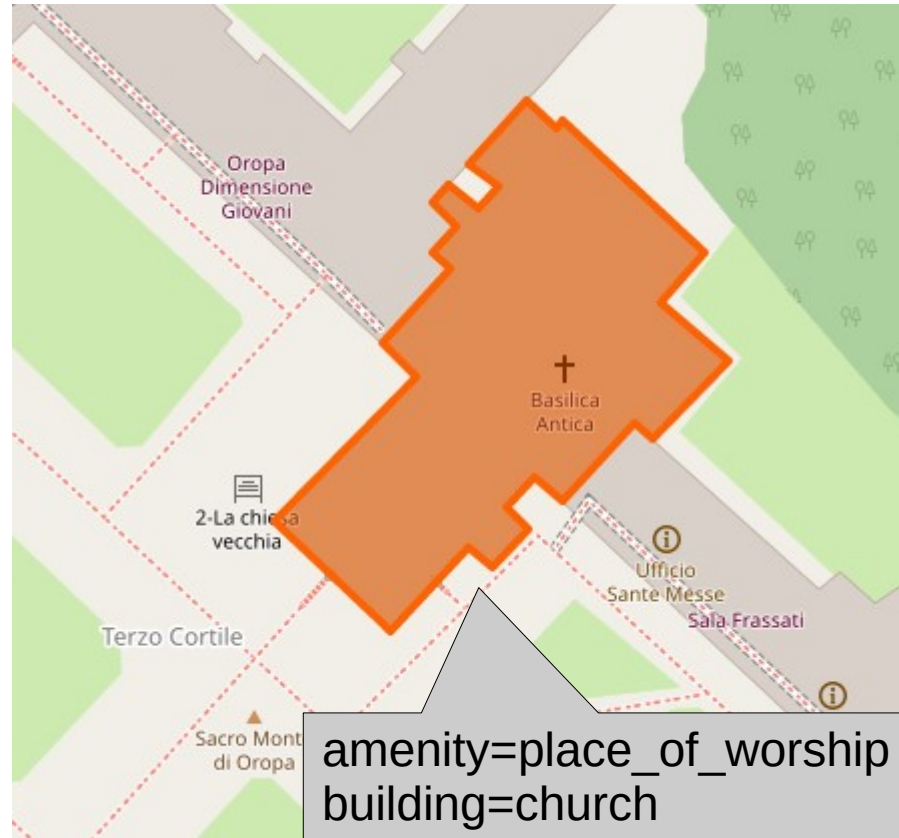 Oropa
Dimensione
Giovani
Basilica
Antica
2-La chiesa
vecchia
Ufficio
Sante Messe
Sala Frassati
Terzo Cortile
Sacro Mont
di Oropa
amenity=place_of_worship
building=church